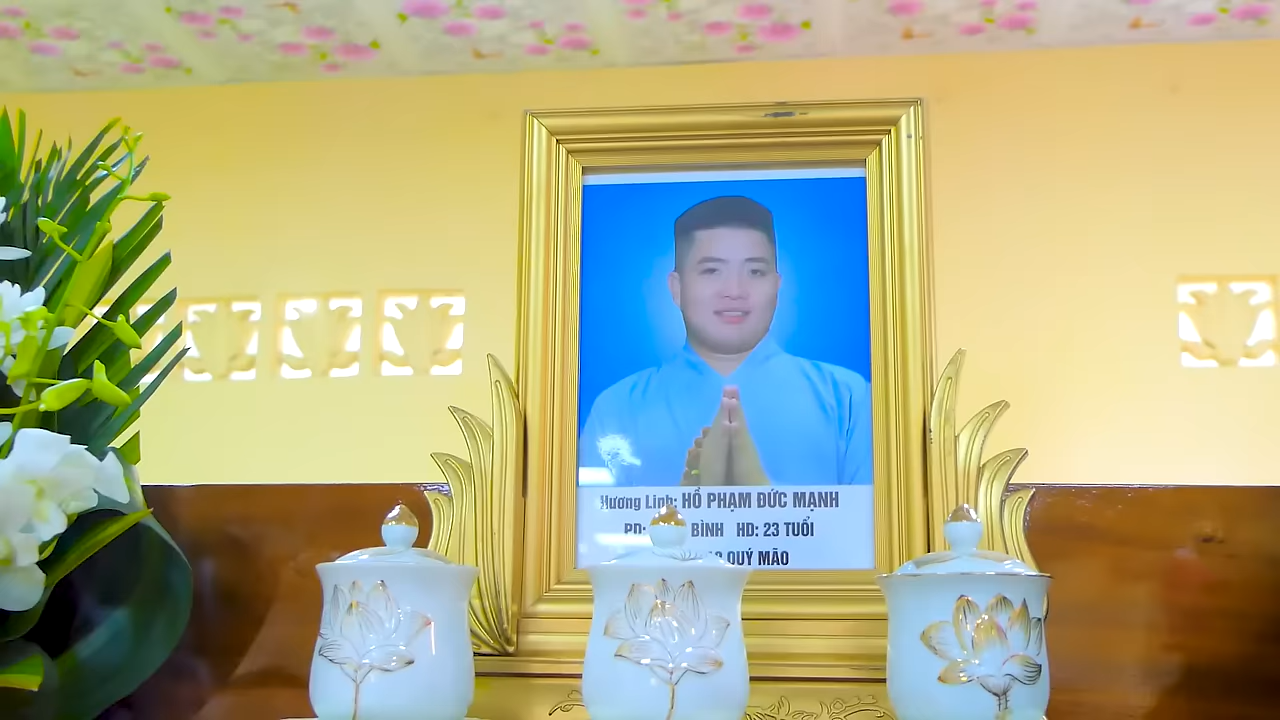 Hương Linh: HỒ PHẠM ĐỨC MẠNH
PD: BÌNH HD: 23 TUỔI
QUÝ MÃO